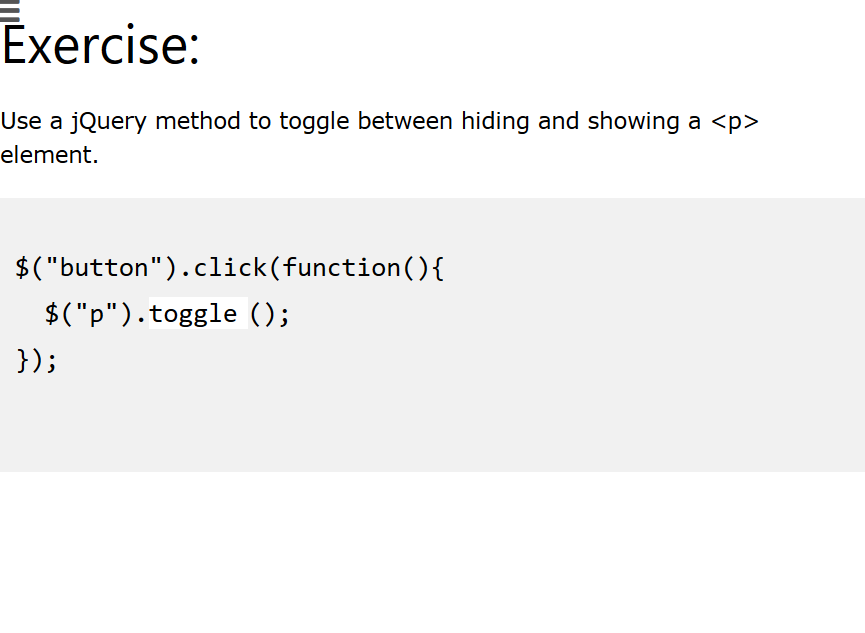 Exercise:
Use a jQuery method to toggle between hiding and showing a <p>
element.
$("button").click(function(){
  $("p").toggle ();
});